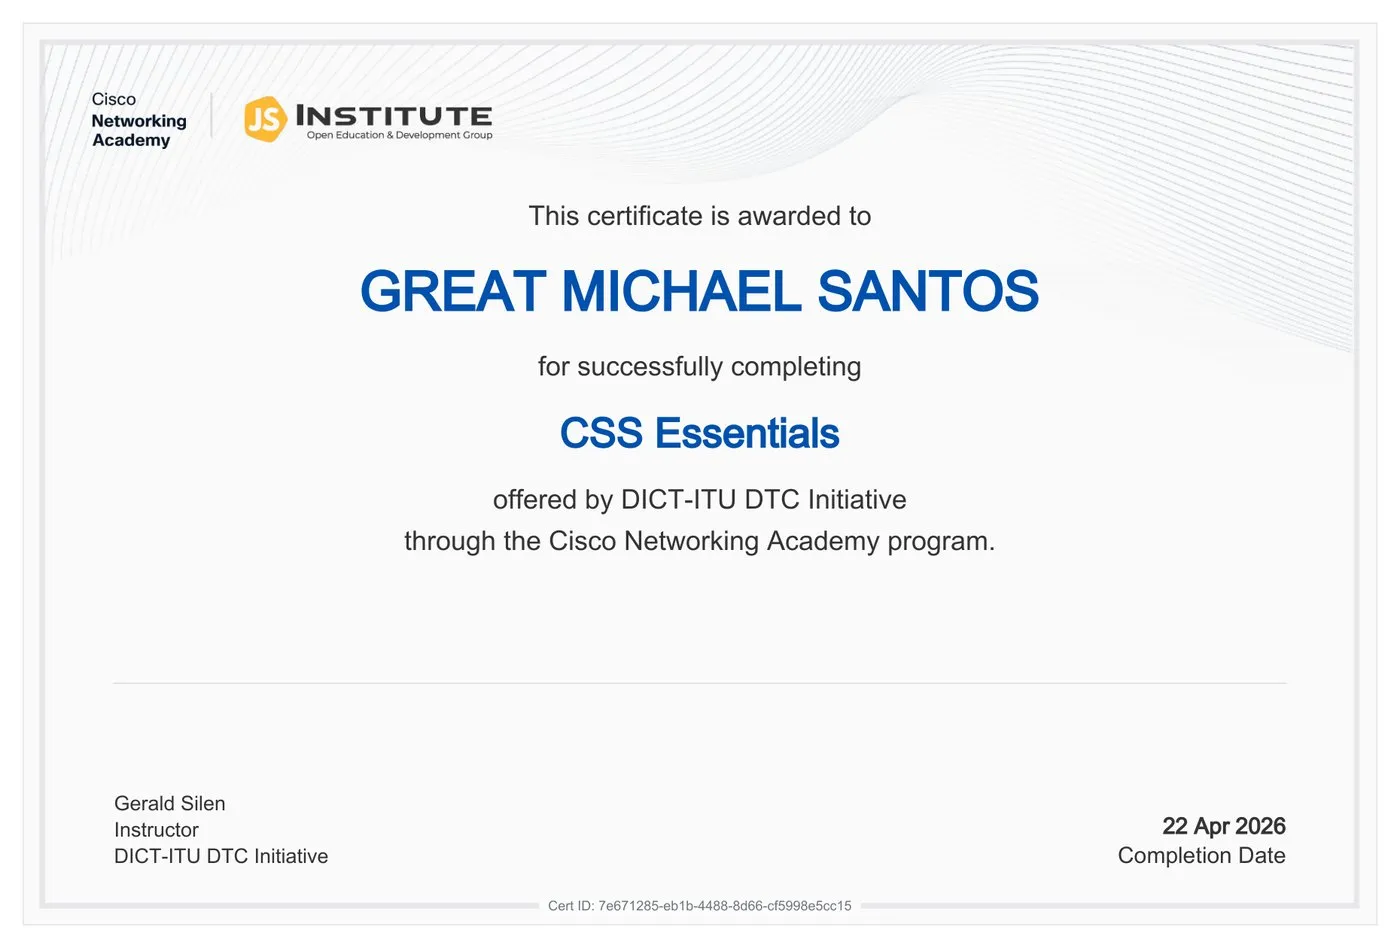 Cisco
Networking
Academy
JS INSTITUTE
Open Education & Development Group
This certificate is awarded to
GREAT MICHAEL SANTOS
for successfully completing
CSS Essentials
offered by DICT-ITU DTC Initiative
through the Cisco Networking Academy program.
Gerald Silen
Instructor
DICT-ITU DTC Initiative
22 Apr 2026
Completion Date
Cert ID: 7e671285-eb1b-4488-8d66-cf5998e5cc15